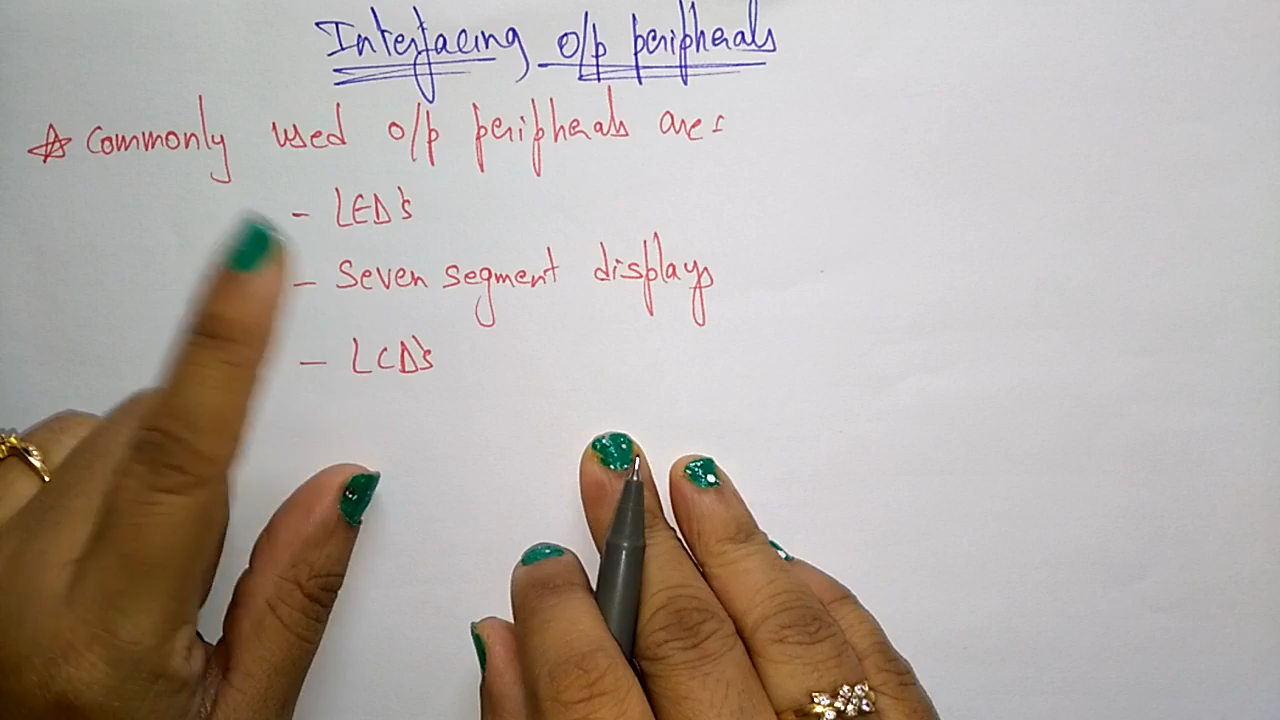 Interfacing o/p peripherals
☆ Commonly used o/p peripherals are:
- LED's
- Seven segment displays
- LCD's